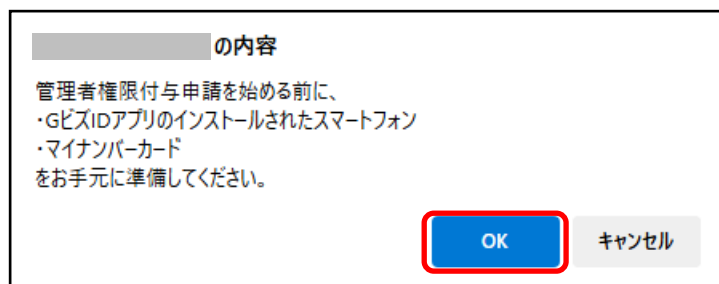 の内容
管理者権限付与申請を始める前に、
・GビズIDアプリのインストールされたスマートフォン
・マイナンバーカード
をお手元に準備してください。
OK キャンセル